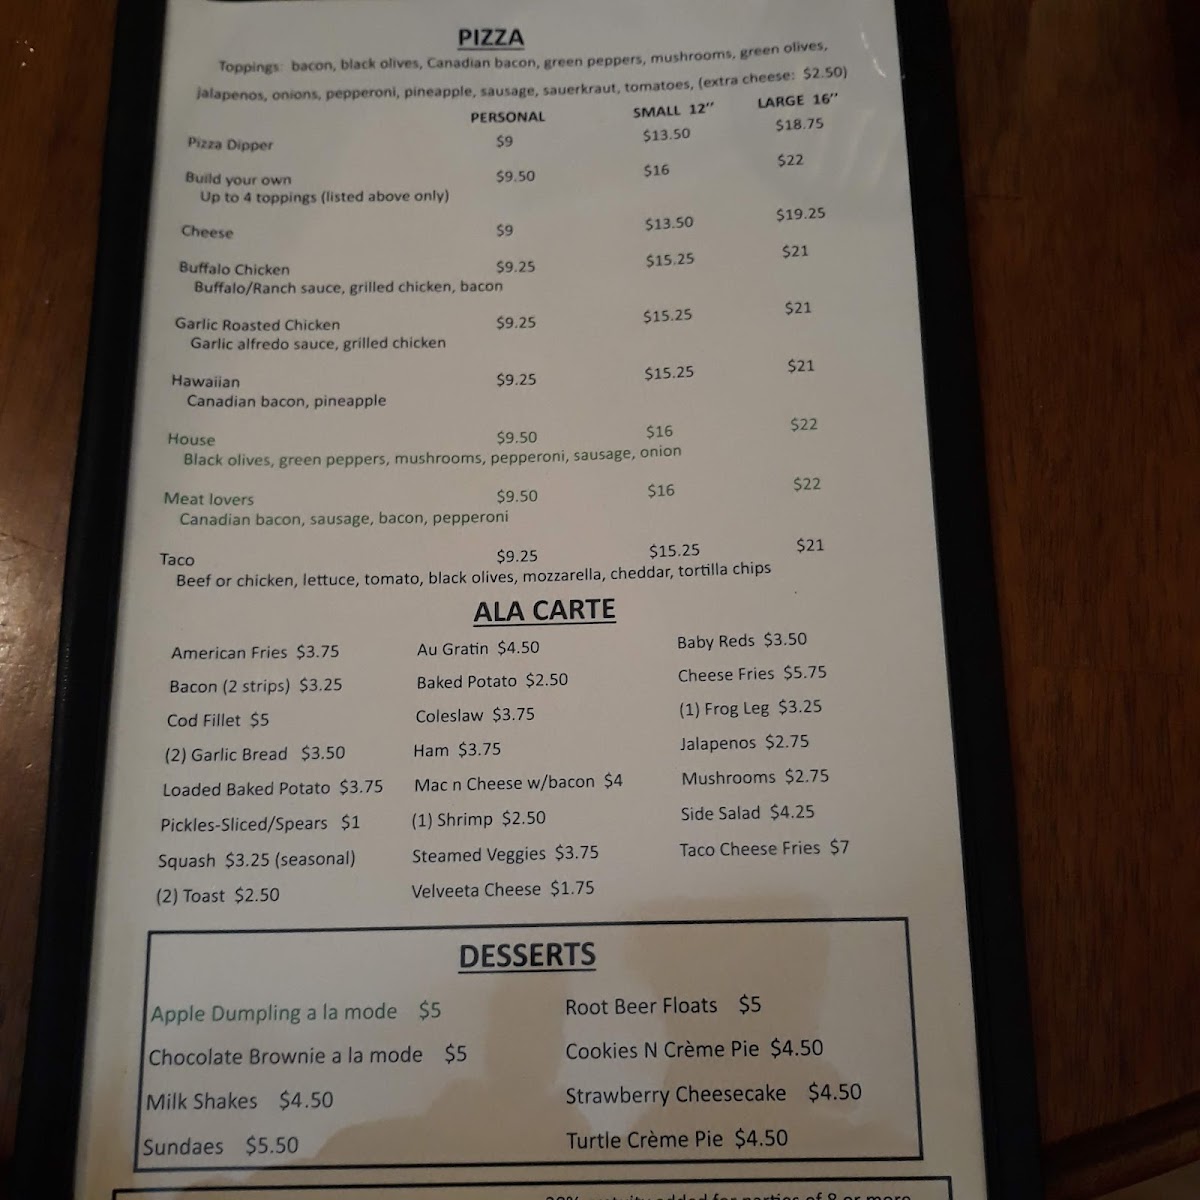 PIZZA
Toppings: bacon, black olives, Canadian bacon, green peppers, mushrooms, green olives,
jalapenos, onions, pepperoni, pineapple, sausage, sauerkraut, tomatoes, (extra cheese: $2.50)
PERSONAL SMALL 12" LARGE 16"
Pizza Dipper $9 $13.50 $18.75
Build your own $9.50 $16 $22
Up to 4 toppings (listed above only)
Cheese $9 $13.50 $19.25
Buffalo Chicken $9.25 $15.25 $21
Buffalo/Ranch sauce, grilled chicken, bacon
Garlic Roasted Chicken $9.25 $15.25 $21
Garlic alfredo sauce, grilled chicken
Hawaiian $9.25 $15.25 $21
Canadian bacon, pineapple
House $9.50 $16 $22
Black olives, green peppers, mushrooms, pepperoni, sausage, onion
Meat lovers $9.50 $16 $22
Canadian bacon, sausage, bacon, pepperoni
Taco $9.25 $15.25 $21
Beef or chicken, lettuce, tomato, black olives, mozzarella, cheddar, tortilla chips
ALA CARTE
American Fries $3.75 Au Gratin $4.50 Baby Reds $3.50
Bacon (2 strips) $3.25 Baked Potato $2.50 Cheese Fries $5.75
Cod Fillet $5 Coleslaw $3.75 (1) Frog Leg $3.25
(2) Garlic Bread $3.50 Ham $3.75 Jalapenos $2.75
Loaded Baked Potato $3.75 Mac n Cheese w/bacon $4 Mushrooms $2.75
Pickles-Sliced/Spears $1 (1) Shrimp $2.50 Side Salad $4.25
Squash $3.25 (seasonal) Steamed Veggies $3.75 Taco Cheese Fries $7
(2) Toast $2.50 Velveeta Cheese $1.75
DESSERTS
Apple Dumpling a la mode $5 Root Beer Floats $5
Chocolate Brownie a la mode $5 Cookies N Crème Pie $4.50
Milk Shakes $4.50 Strawberry Cheesecake $4.50
Sundaes $5.50 Turtle Crème Pie $4.50
added for parties of 8 or more